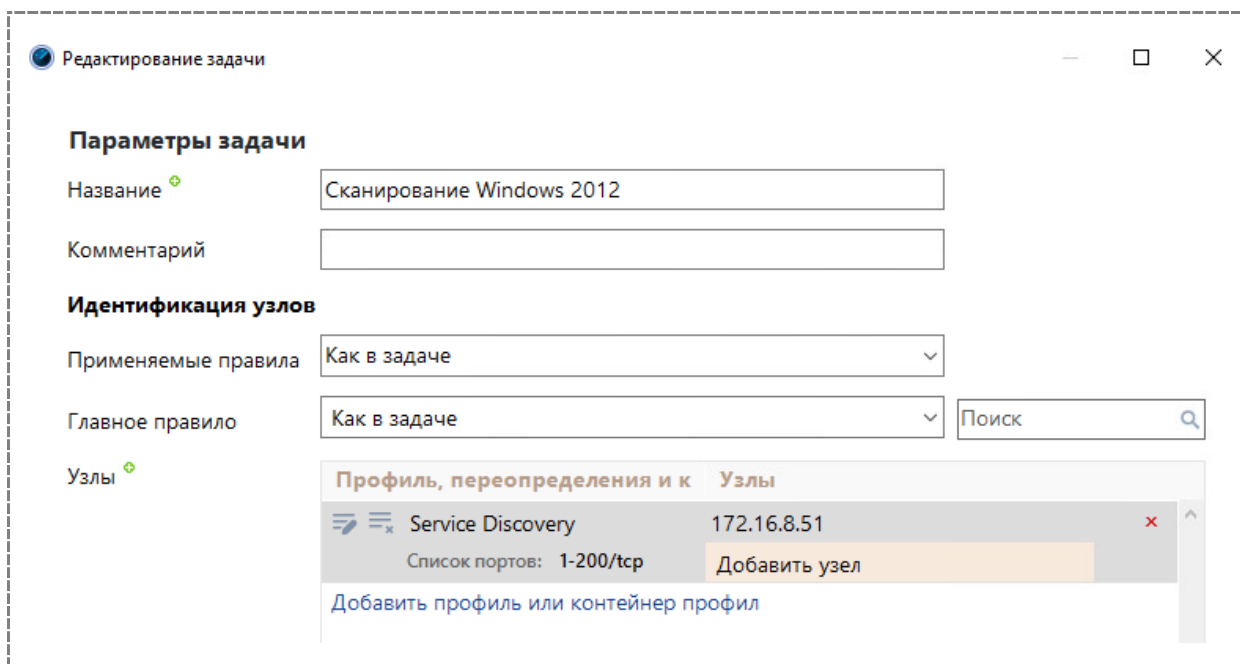 Редактирование задачи
Параметры задачи
Название
Сканирование Windows 2012
Комментарий
Идентификация узлов
Применяемые правила
Как в задаче
Главное правило
Как в задаче
Поиск
Узлы
Профиль, переопределения и к Узлы
Service Discovery 172.16.8.51
Список портов: 1-200/tcp Добавить узел
Добавить профиль или контейнер профил